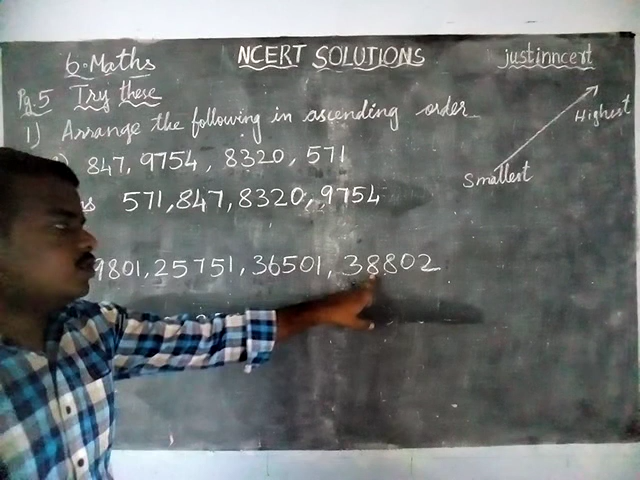 6. Maths NCERT SOLUTIONS justinncert
Pg.5 Try these
1) Arrange the following in ascending order
847, 9754, 8320, 571
571, 847, 8320, 9754
9801, 25751, 36501, 38802
Highest
Smallest